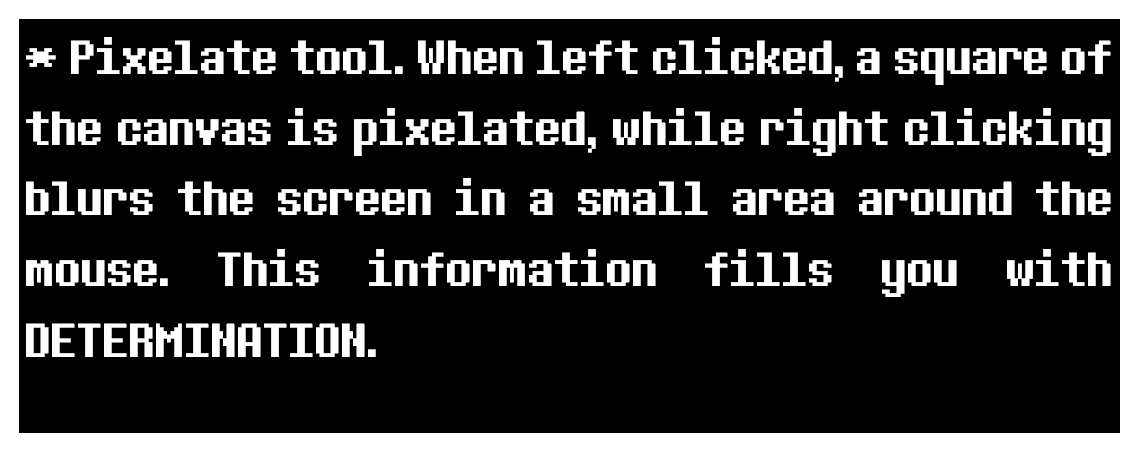 * Pixelate tool. When left clicked, a square of
the canvas is pixelated, while right clicking
blurs the screen in a small area around the
mouse. This information fills you with
DETERMINATION.